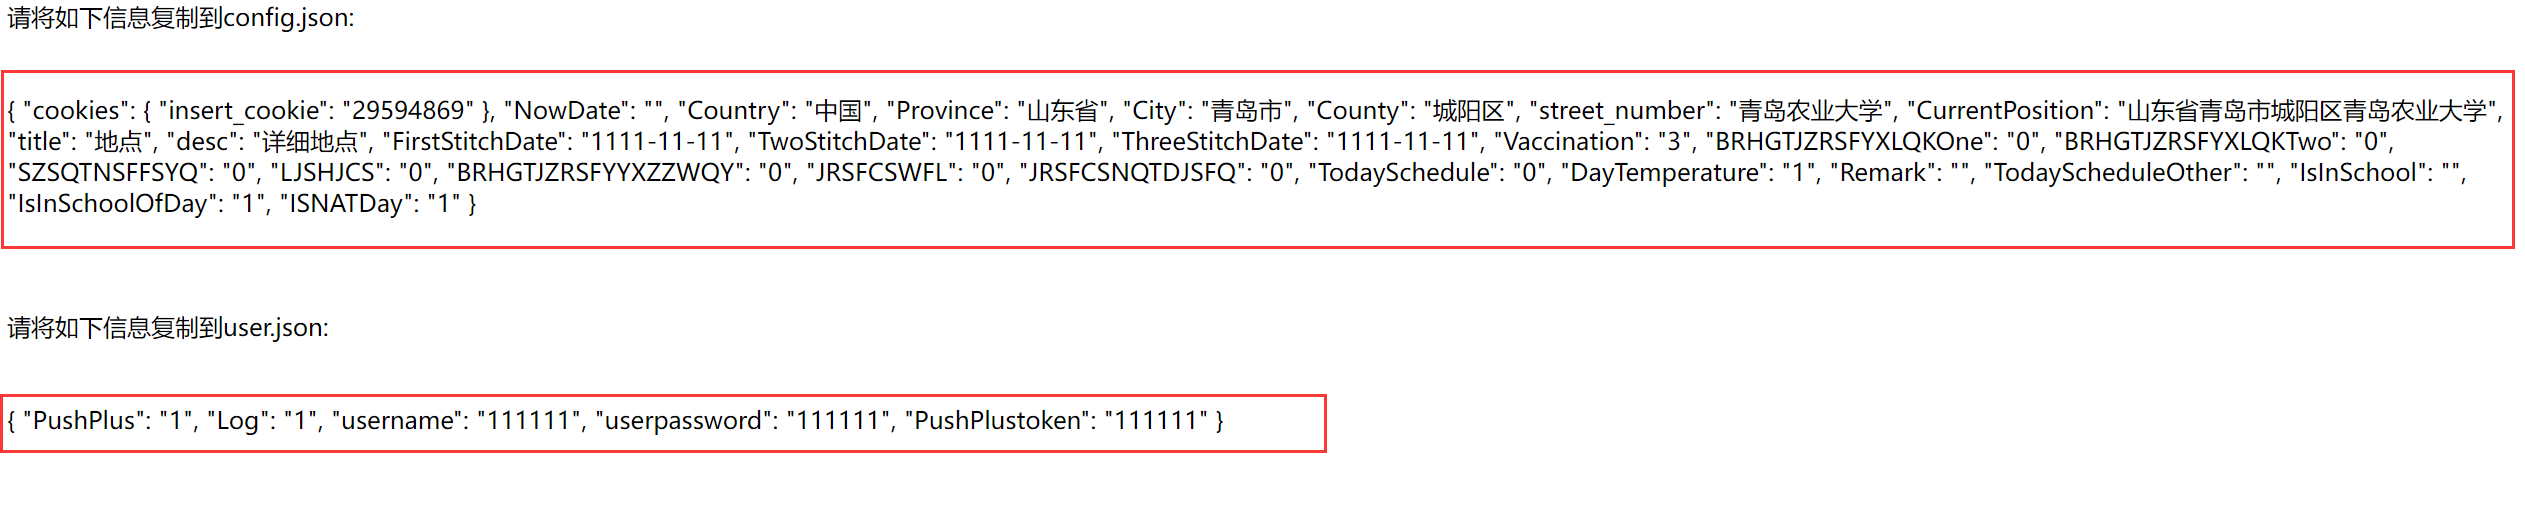 请将如下信息复制到config.json:
{ "cookies": { "insert_cookie": "29594869" }, "NowDate": "", "Country": "中国", "Province": "山东省", "City": "青岛市", "County": "城阳区", "street_number": "青岛农业大学", "CurrentPosition": "山东省青岛市城阳区青岛农业大学",
"title": "地点", "desc": "详细地点", "FirstStitchDate": "1111-11-11", "TwoStitchDate": "1111-11-11", "ThreeStitchDate": "1111-11-11", "Vaccination": "3", "BRHGTJZRSFYXLQKOne": "0", "BRHGTJZRSFYXLQKTwo": "0",
"SZSQTNSFFSYQ": "0", "LJSHJCS": "0", "BRHGTJZRSFYYXZZWQY": "0", "JRSFCSWFL": "0", "JRSFCSNQTDJSFQ": "0", "TodaySchedule": "0", "DayTemperature": "1", "Remark": "", "TodayScheduleOther": "", "IsInSchool": "",
"IsInSchoolOfDay": "1", "ISNATDay": "1" }
请将如下信息复制到user.json:
{ "PushPlus": "1", "Log": "1", "username": "111111", "userpassword": "111111", "PushPlustoken": "111111" }